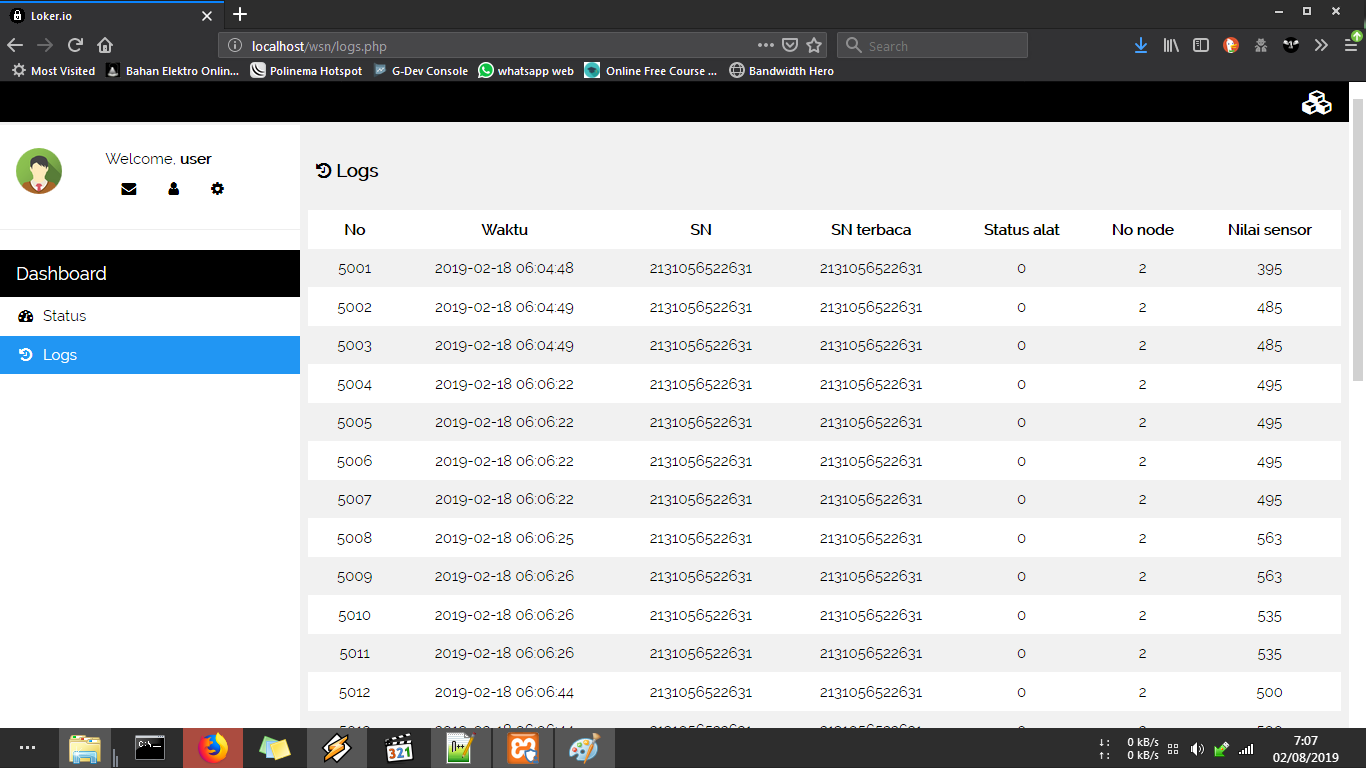 Loker.io
localhost/wsn/logs.php
Search
Most Visited
Bahan Elektro Onlin...
Polinema Hotspot
G-Dev Console
whatsapp web
Online Free Course ...
Bandwidth Hero
Welcome, user
Dashboard
Status
Logs
Logs
No Waktu SN SN terbaca Status alat No node Nilai sensor
5001 2019-02-18 06:04:48 2131056522631 2131056522631 0 2 395
5002 2019-02-18 06:04:49 2131056522631 2131056522631 0 2 485
5003 2019-02-18 06:04:49 2131056522631 2131056522631 0 2 485
5004 2019-02-18 06:06:22 2131056522631 2131056522631 0 2 495
5005 2019-02-18 06:06:22 2131056522631 2131056522631 0 2 495
5006 2019-02-18 06:06:22 2131056522631 2131056522631 0 2 495
5007 2019-02-18 06:06:22 2131056522631 2131056522631 0 2 495
5008 2019-02-18 06:06:25 2131056522631 2131056522631 0 2 563
5009 2019-02-18 06:06:26 2131056522631 2131056522631 0 2 563
5010 2019-02-18 06:06:26 2131056522631 2131056522631 0 2 535
5011 2019-02-18 06:06:26 2131056522631 2131056522631 0 2 535
5012 2019-02-18 06:06:44 2131056522631 2131056522631 0 2 500
C:\_
321
0 kB/s
0 kB/s
7:07
02/08/2019